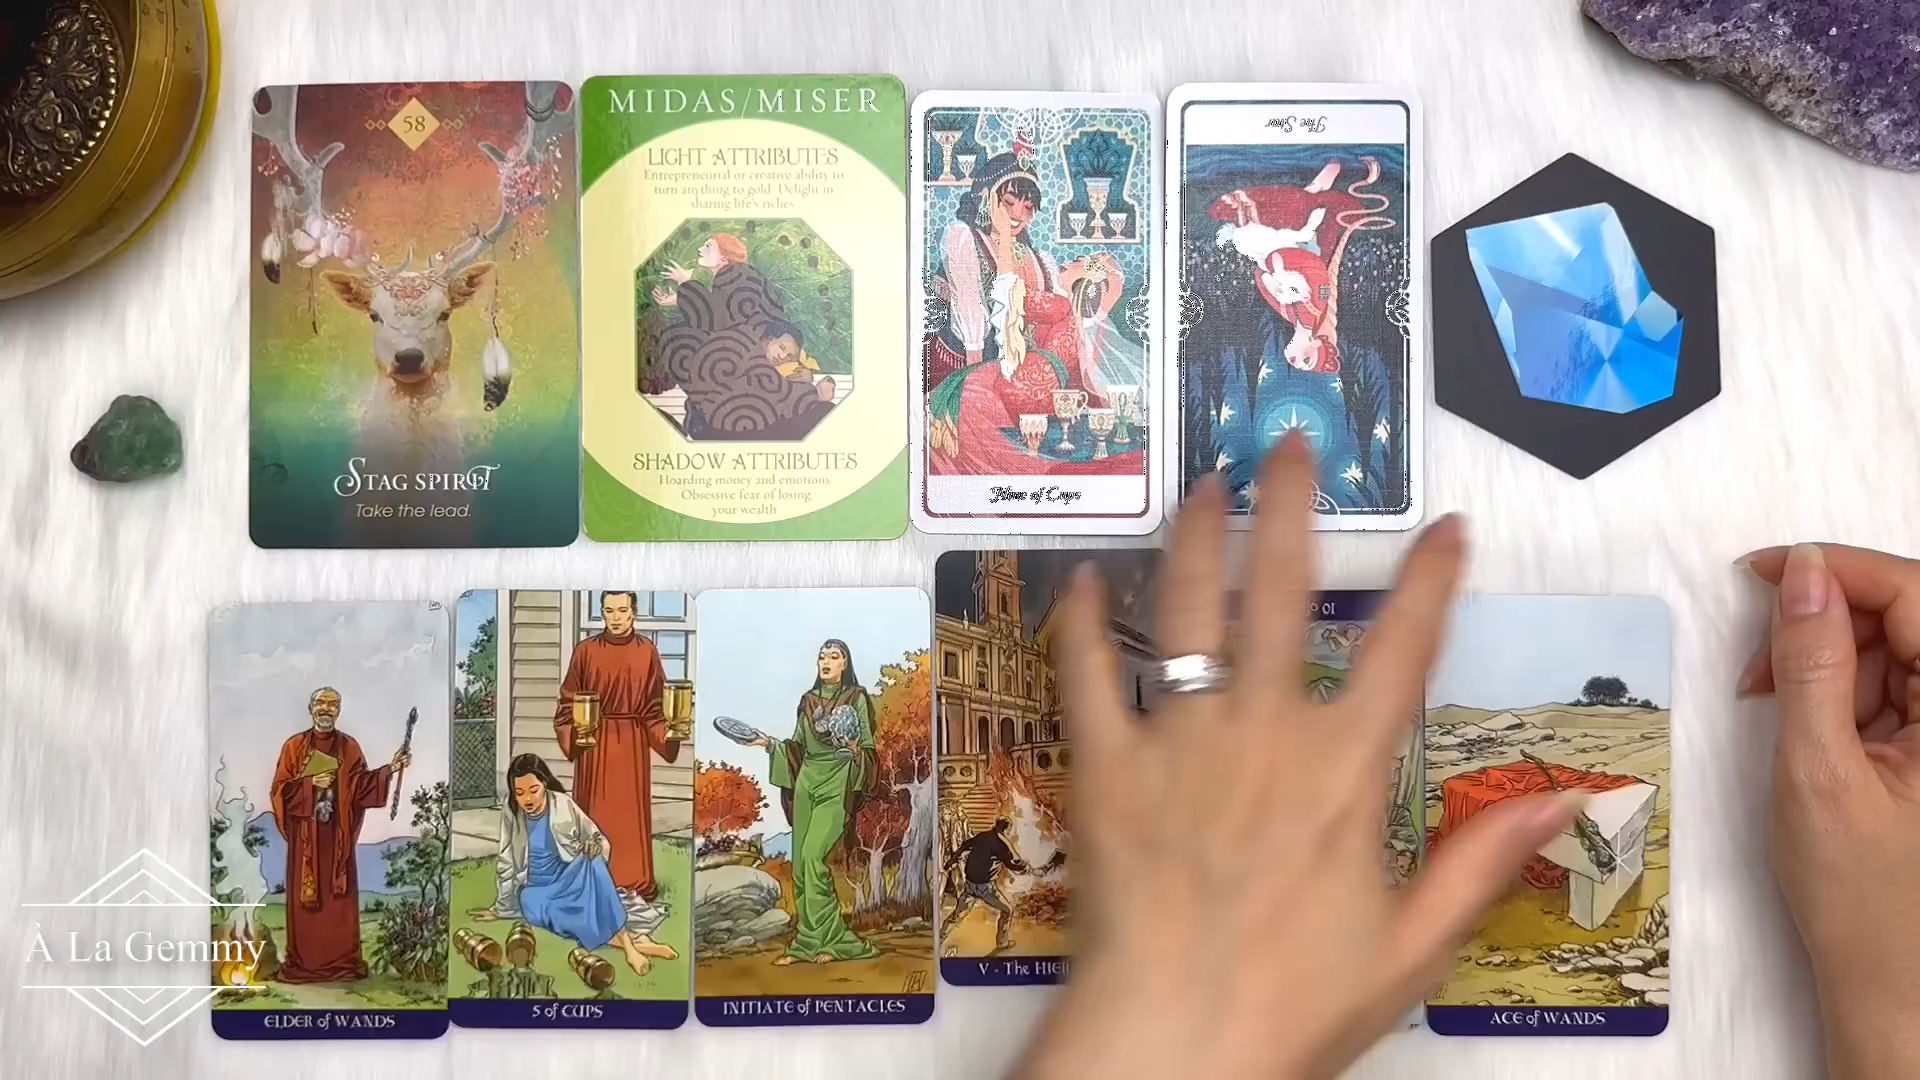 58
STAG SPIRIT
Take the lead.
MIDAS/MISER
LIGHT ATTRIBUTES
Entrepreneurial or creative ability to
turn anything to gold. Delight in
sharing life's riches
SHADOW ATTRIBUTES
Hoarding money and emotions
Obsessive fear of losing
your wealth
of Cups
The Star
ELDER of WANDS
5 of CUPS
INITIATE of PENTACLES
V - The HIE
ACE of WANDS
À La Gemmy